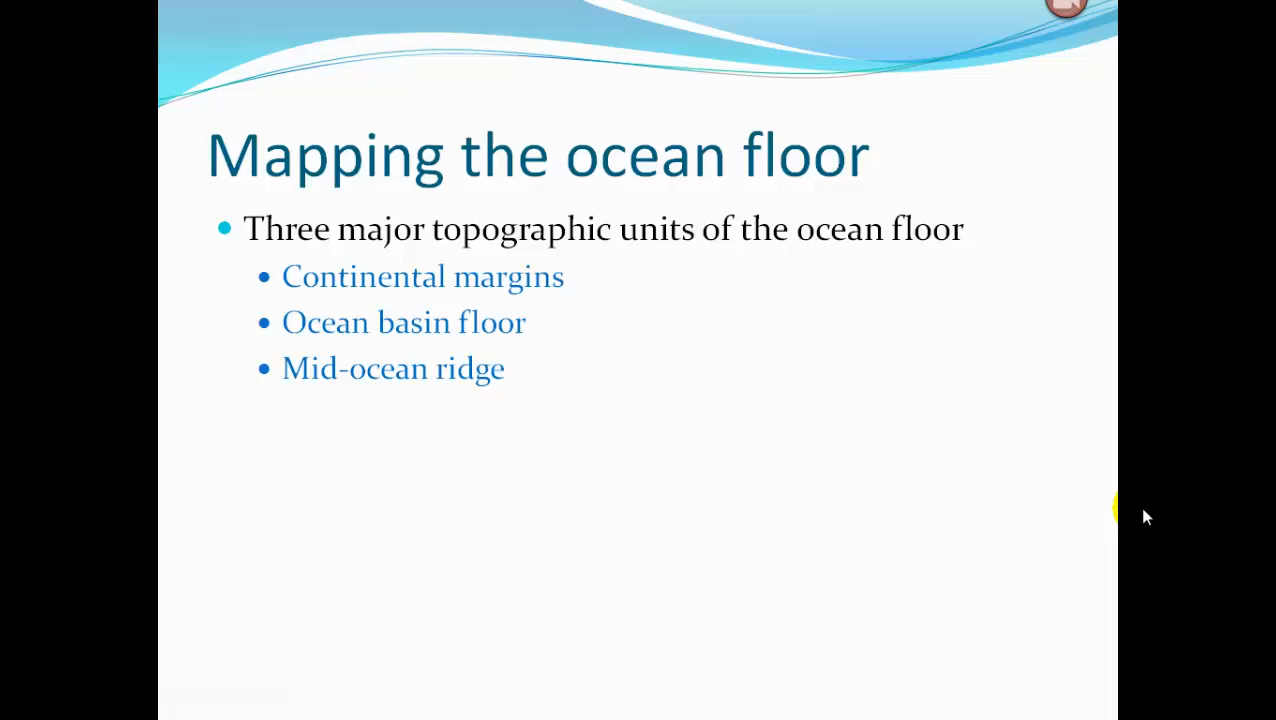 Mapping the ocean floor
Three major topographic units of the ocean floor
Continental margins
Ocean basin floor
Mid-ocean ridge